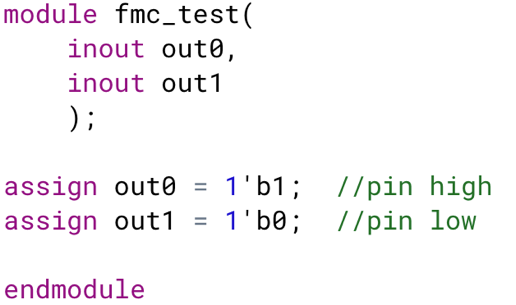 module fmc_test(
    inout out0,
    inout out1
    );

assign out0 = 1'b1;  //pin high
assign out1 = 1'b0;  //pin low

endmodule